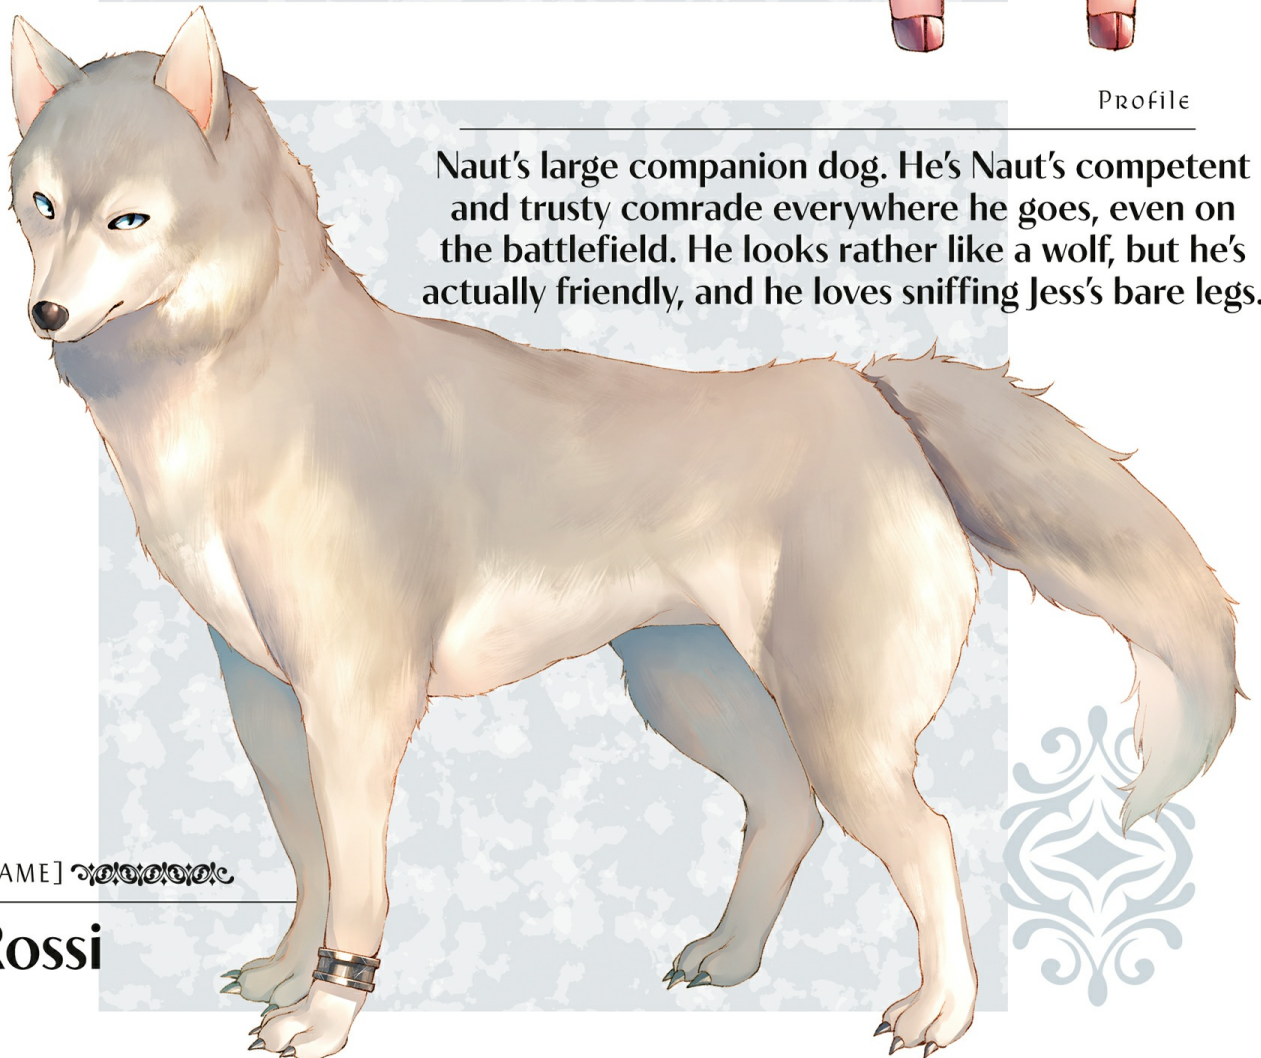 Profile
Naut's large companion dog. He's Naut's competent
and trusty comrade everywhere he goes, even on
the battlefield. He looks rather like a wolf, but he's
actually friendly, and he loves sniffing Jess's bare legs.
AME]
Rossi